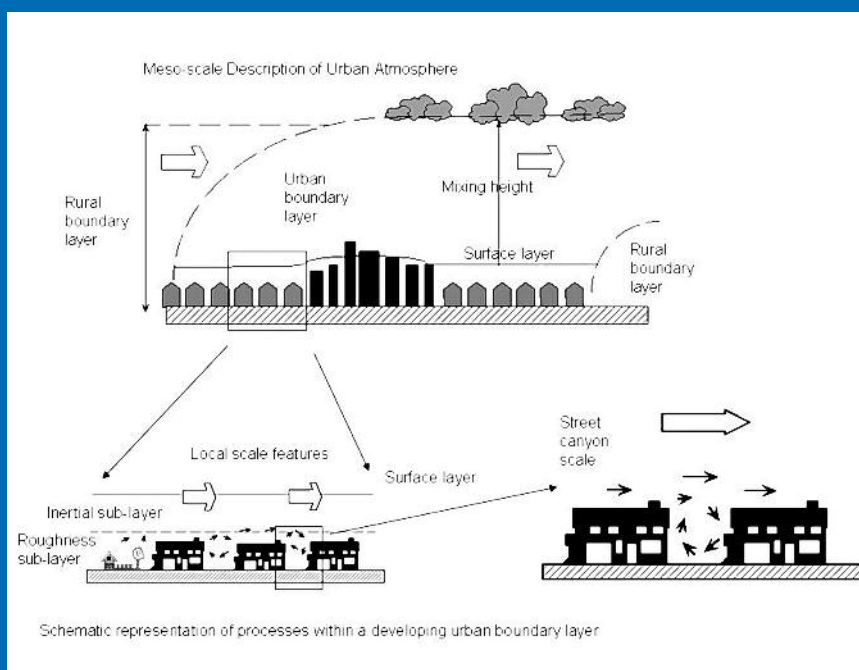 Meso-scale Description of Urban Atmosphere
Rural
boundary
layer
Urban
boundary
layer
Mixing height
Surface layer
Rural
boundary
layer
Local scale features
Surface layer
Inertial sub-layer
Roughness
sub-layer
Street
canyon
scale
Schematic representation of processes within a developing urban boundary layer